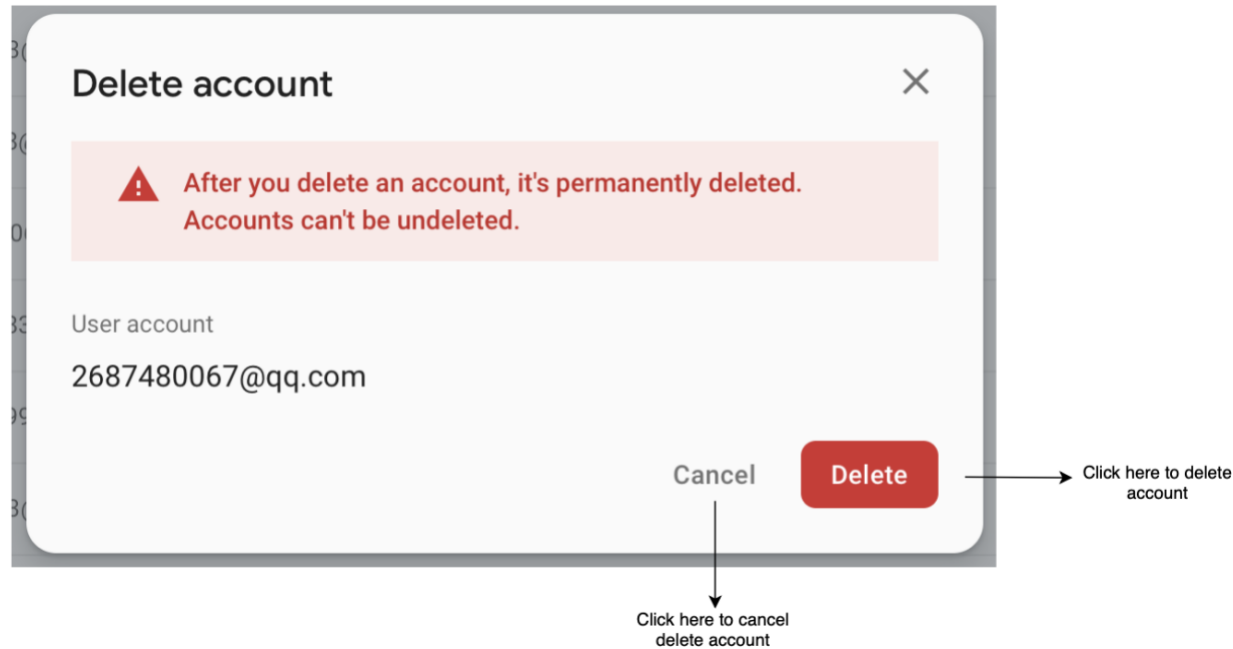 Delete account
After you delete an account, it's permanently deleted.
Accounts can't be undeleted.
User account
2687480067@qq.com
Cancel
Delete
Click here to delete
account
Click here to cancel
delete account